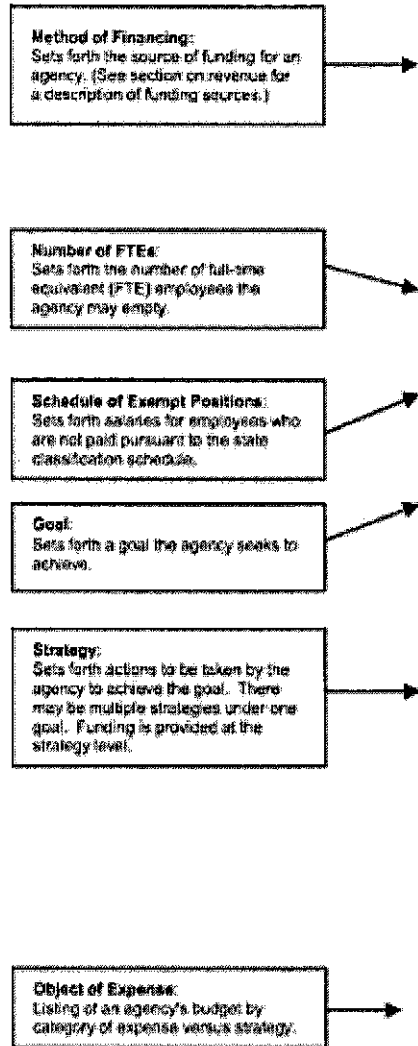 Method of Financing:
Sets forth the source of funding for an
agency. (See section on revenue for
a description of funding sources.)
Number of FTEs:
Sets forth the number of full-time
equivalent (FTE) employees the
agency may empty.
Schedule of Exempt Positions:
Sets forth salaries for employees who
are not paid pursuant to the state
classification schedule.
Goal:
Sets forth a goal the agency seeks to
achieve.
Strategy:
Sets forth actions to be taken by the
agency to achieve the goal. There
may be multiple strategies under one
goal. Funding is provided at the
strategy level.
Object of Expense:
Listing of an agency's budget by
category of expense versus strategy.